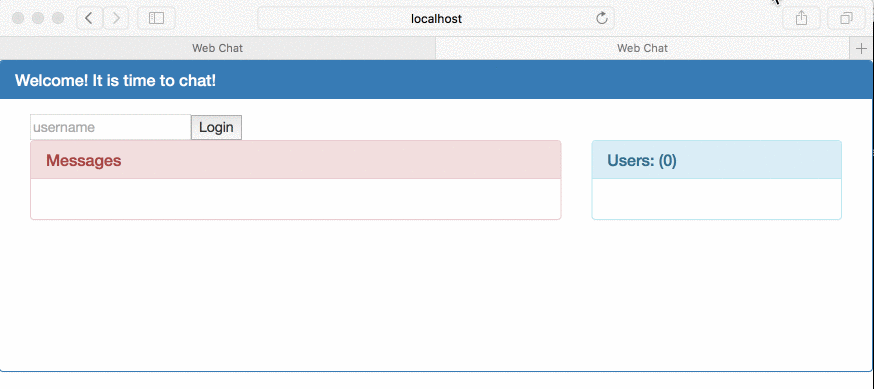 localhost
Web Chat
Web Chat
Welcome! It is time to chat!
username Login
Messages
Users: (0)